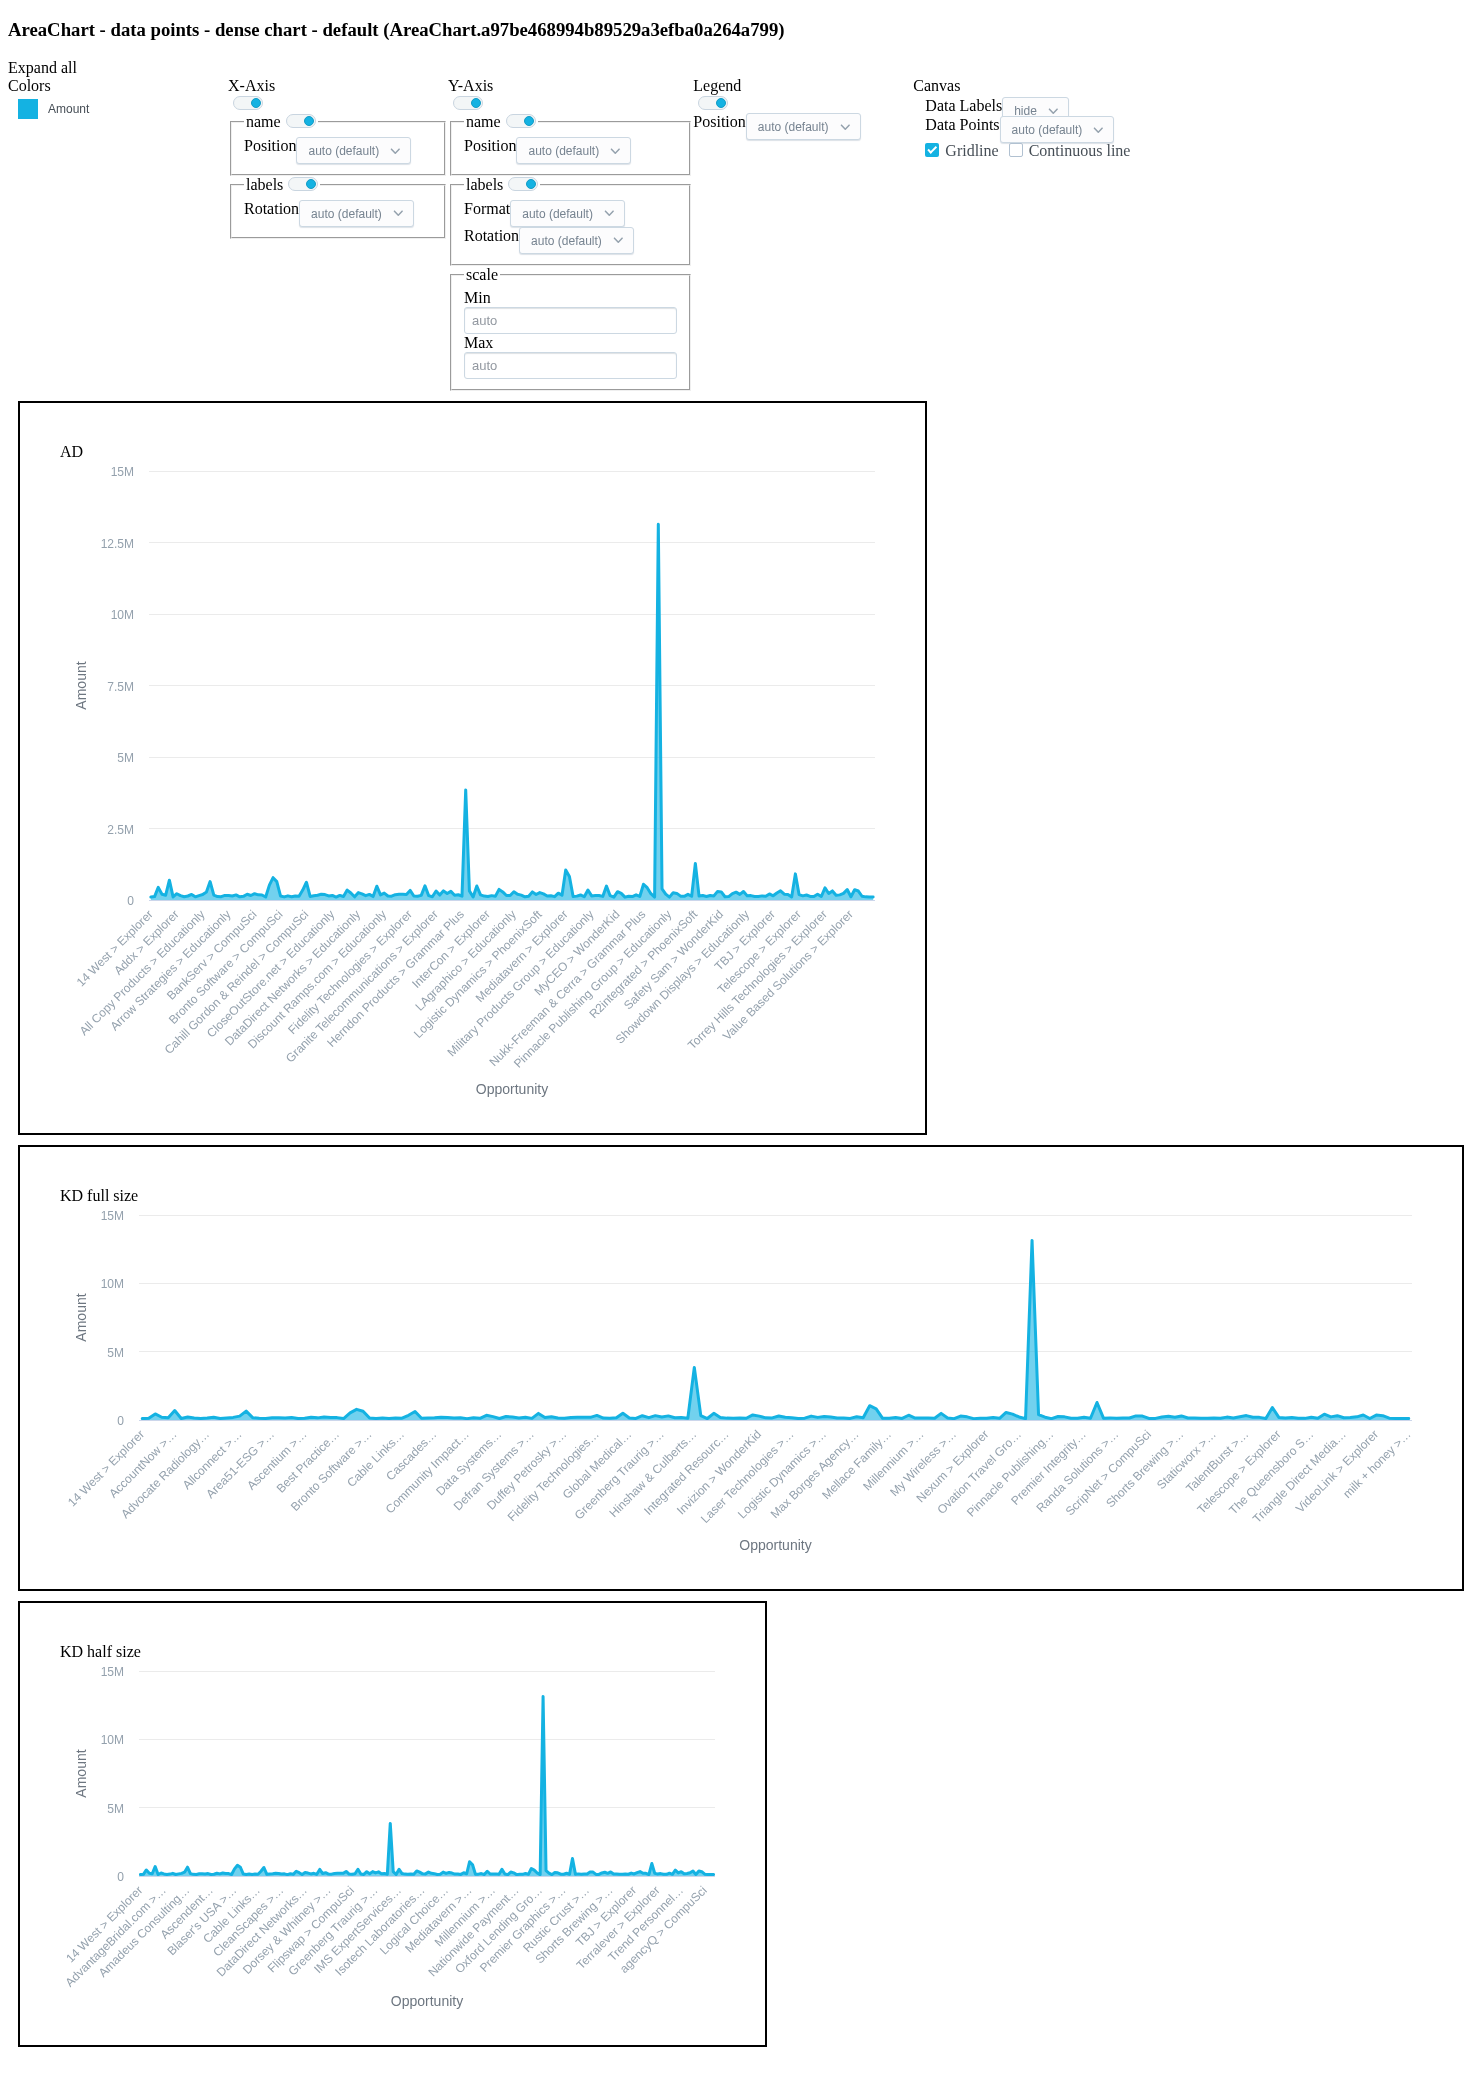 AreaChart - data points - dense chart - default (AreaChart.a97be468994b89529a3efba0a264a799)
Expand all
Colors
Amount
X-Axis
name
Position auto (default)
labels
Rotation auto (default)
Y-Axis
name
Position auto (default)
labels
Format auto (default)
Rotation auto (default)
scale
Min
auto
Max
auto
Legend
Position auto (default)
Canvas
Data Labels hide
Data Points auto (default)
Gridline Continuous line
AD
15M
12.5M
10M
7.5M
5M
2.5M
0
Amount
14 West > Explorer
Addx > Explorer
All Copy Products > Educationly
Arrow Strategies > Educationly
BankServ > CompuSci
Bronto Software > CompuSci
Cahill Gordon & Reindel > CompuSci
CloseOutStore.net > Educationly
DataDirect Networks > Educationly
Discount Ramps.com > Educationly
Fidelity Technologies > Explorer
Granite Telecommunications > Explorer
Herndon Products > Grammar Plus
InterCon > Explorer
LAgraphico > Educationly
Logistic Dynamics > PhoenixSoft
Mediatavern > Explorer
Military Products Group > Educationly
MyCEO > WonderKid
Nukk-Freeman & Cerra > Grammar Plus
Pinnacle Publishing Group > Educationly
R2integrated > PhoenixSoft
Safety Sam > WonderKid
Showdown Displays > Educationly
TBJ > Explorer
Telescope > Explorer
Torrey Hills Technologies > Explorer
Value Based Solutions > Explorer
Opportunity
KD full size
15M
10M
5M
0
Amount
14 West > Explorer
AccountNow >…
Advocate Radiology…
Allconnect >…
Area51-ESG >…
Ascentium >…
Best Practice…
Bronto Software >…
Cable Links…
Cascades…
Community Impact…
Data Systems…
Defran Systems >…
Duffey Petrosky >…
Fidelity Technologies…
Global Medical…
Greenberg Traurig >…
Hinshaw & Culberts…
Integrated Resourc…
Invizion > WonderKid
Laser Technologies >…
Logistic Dynamics >…
Max Borges Agency…
Mellace Family…
Millennium >…
My Wireless >…
Nexum > Explorer
Ovation Travel Gro…
Pinnacle Publishing…
Premier Integrity…
Randa Solutions >…
ScripNet > CompuSci
Shorts Brewing >…
Staticworx >…
TalentBurst >…
Telescope > Explorer
The Queensboro S…
Triangle Direct Media…
VideoLink > Explorer
milk + honey >…
Opportunity
KD half size
15M
10M
5M
0
Amount
14 West > Explorer
AdvantageBridal.com >…
Amadeus Consulting…
Ascendent…
Blaser's USA >…
Cable Links…
CleanScapes >…
DataDirect Networks…
Dorsey & Whitney >…
Flipswap > CompuSci
Greenberg Traurig >…
IMS ExpertServices…
Isotech Laboratories…
Logical Choice…
Mediatavern >…
Millennium >…
Nationwide Payment…
Oxford Lending Gro…
Premier Graphics >…
Rustic Crust >…
Shorts Brewing >…
TBJ > Explorer
Terralever > Explorer
Trend Personnel…
agencyQ > CompuSci
Opportunity